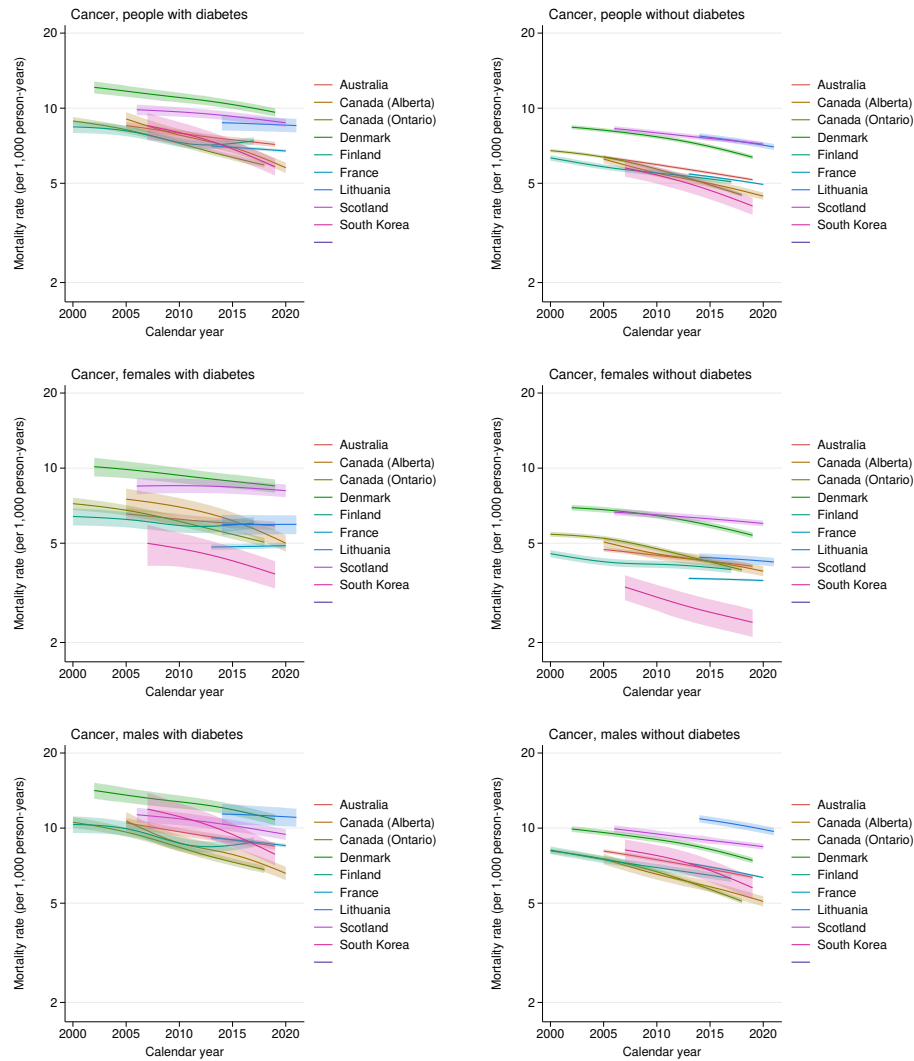 Cancer, people with diabetes
20
10
5
2
Mortality rate (per 1,000 person-years)
2000 2005 2010 2015 2020
Calendar year
Australia
Canada (Alberta)
Canada (Ontario)
Denmark
Finland
France
Lithuania
Scotland
South Korea
Cancer, people without diabetes
20
10
5
2
Mortality rate (per 1,000 person-years)
2000 2005 2010 2015 2020
Calendar year
Australia
Canada (Alberta)
Canada (Ontario)
Denmark
Finland
France
Lithuania
Scotland
South Korea
Cancer, females with diabetes
20
10
5
2
Mortality rate (per 1,000 person-years)
2000 2005 2010 2015 2020
Calendar year
Australia
Canada (Alberta)
Canada (Ontario)
Denmark
Finland
France
Lithuania
Scotland
South Korea
Cancer, females without diabetes
20
10
5
2
Mortality rate (per 1,000 person-years)
2000 2005 2010 2015 2020
Calendar year
Australia
Canada (Alberta)
Canada (Ontario)
Denmark
Finland
France
Lithuania
Scotland
South Korea
Cancer, males with diabetes
20
10
5
2
Mortality rate (per 1,000 person-years)
2000 2005 2010 2015 2020
Calendar year
Australia
Canada (Alberta)
Canada (Ontario)
Denmark
Finland
France
Lithuania
Scotland
South Korea
Cancer, males without diabetes
20
10
5
2
Mortality rate (per 1,000 person-years)
2000 2005 2010 2015 2020
Calendar year
Australia
Canada (Alberta)
Canada (Ontario)
Denmark
Finland
France
Lithuania
Scotland
South Korea